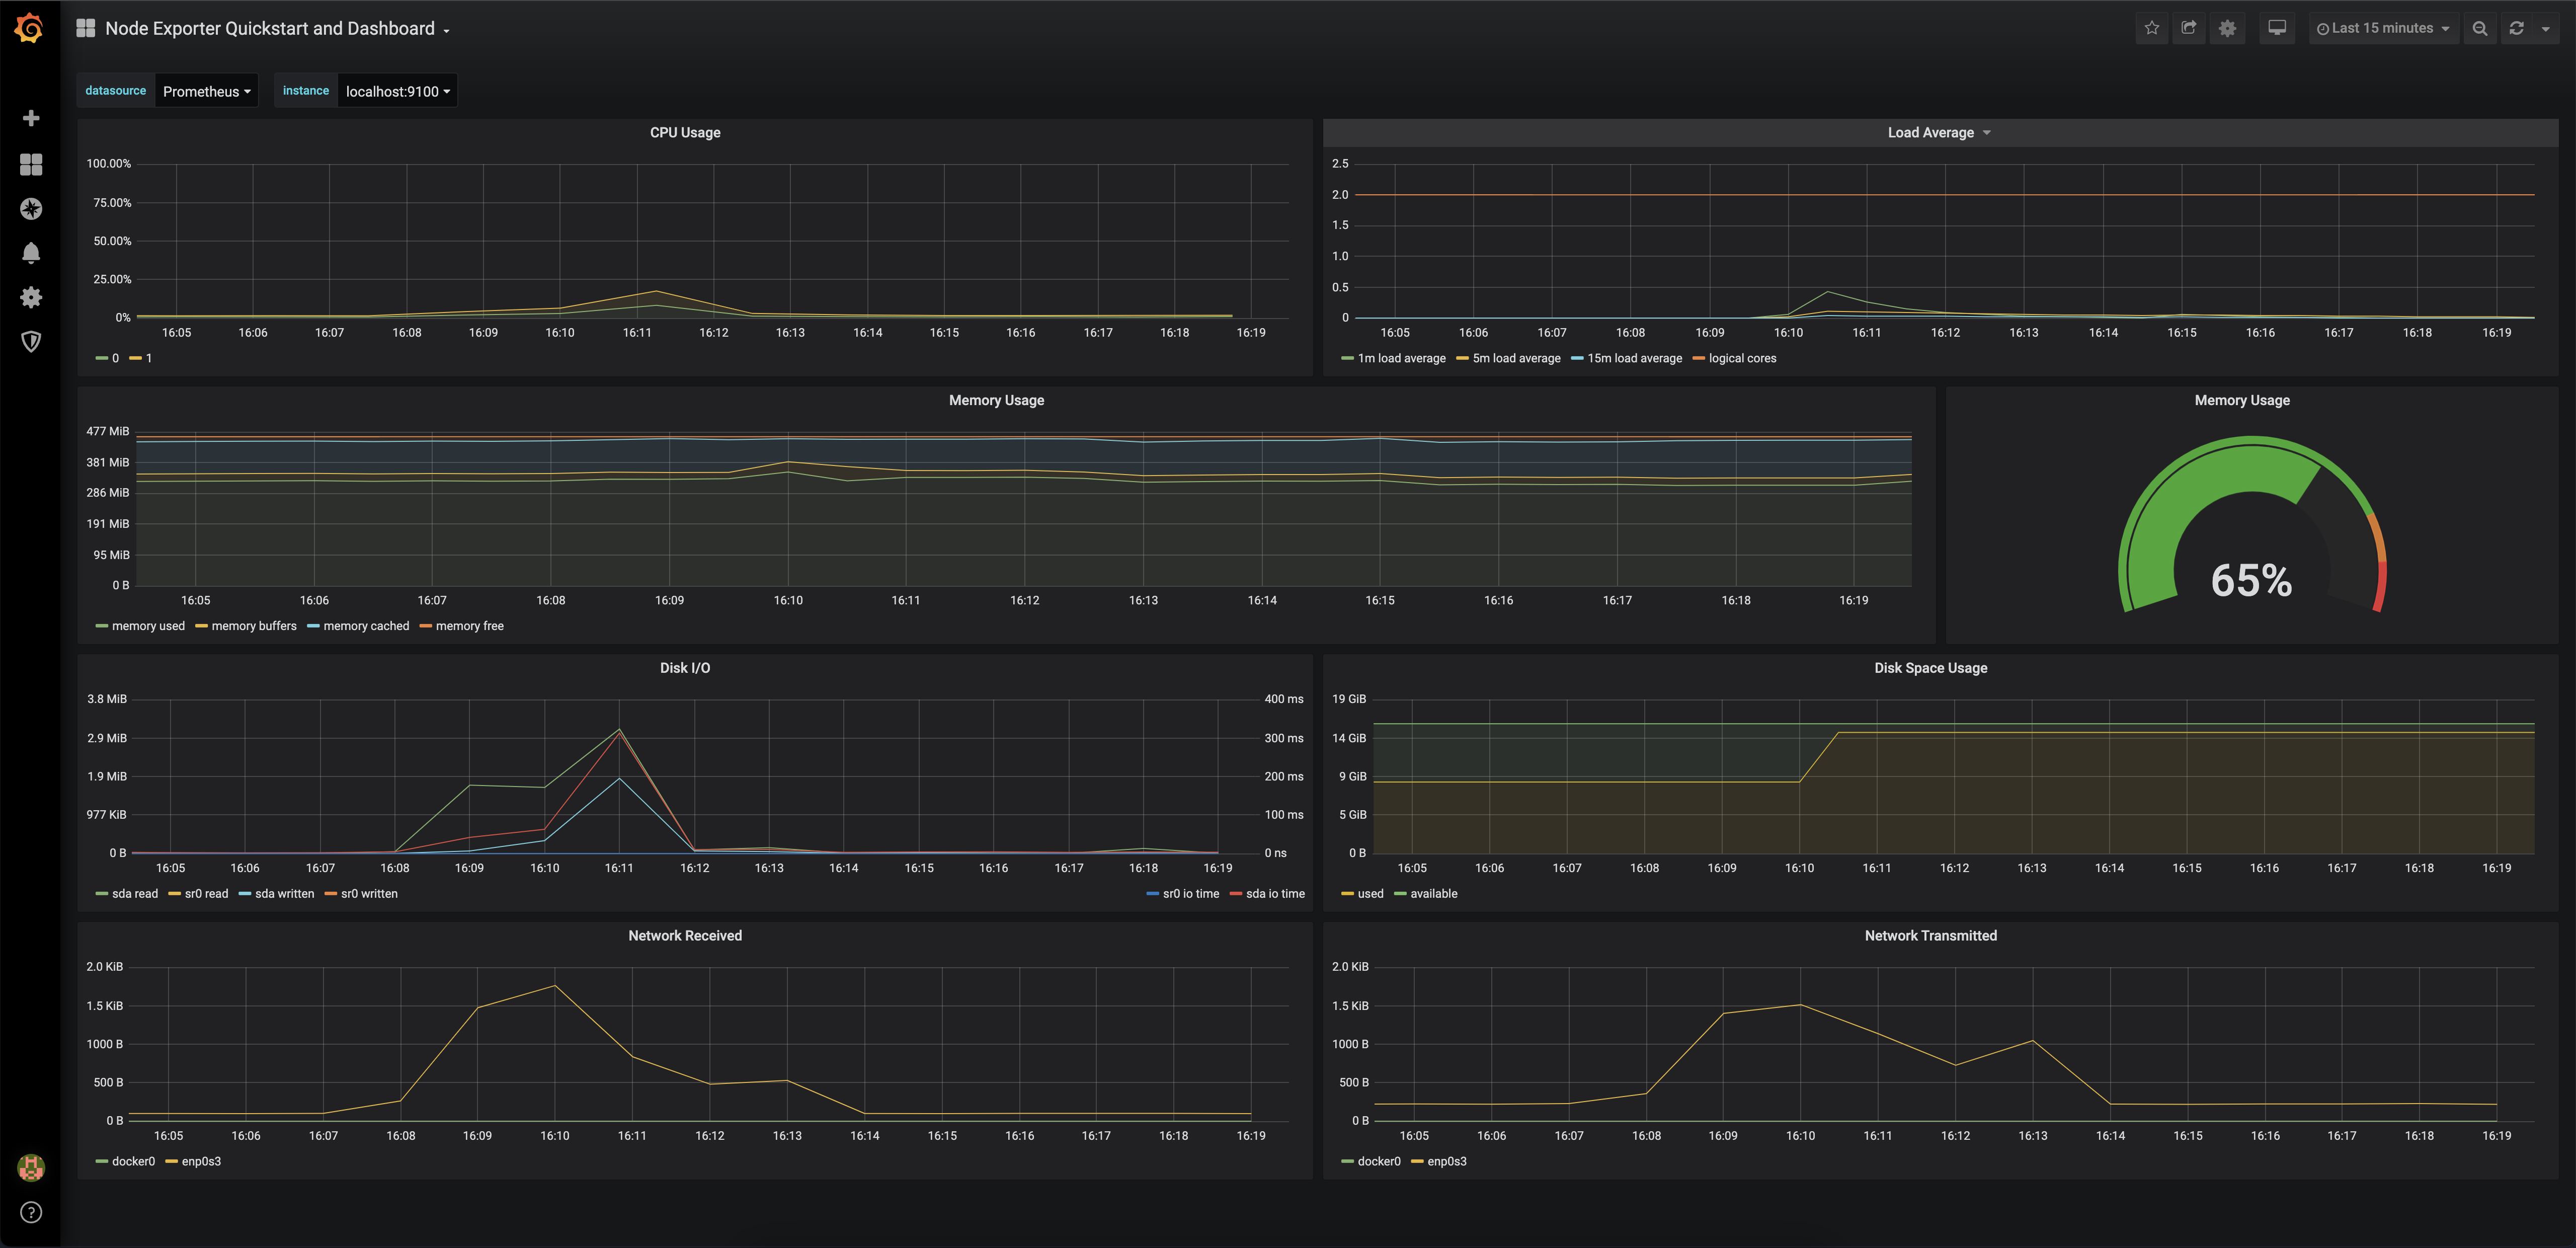 Node Exporter Quickstart and Dashboard
Last 15 minutes
datasource Prometheus instance localhost:9100
CPU Usage
100.00%
75.00%
50.00%
25.00%
0%
16:05 16:06 16:07 16:08 16:09 16:10 16:11 16:12 16:13 16:14 16:15 16:16 16:17 16:18 16:19
0 1
Load Average
2.5
2.0
1.5
1.0
0.5
0
16:05 16:06 16:07 16:08 16:09 16:10 16:11 16:12 16:13 16:14 16:15 16:16 16:17 16:18 16:19
1m load average 5m load average 15m load average logical cores
Memory Usage
477 MiB
381 MiB
286 MiB
191 MiB
95 MiB
0 B
16:05 16:06 16:07 16:08 16:09 16:10 16:11 16:12 16:13 16:14 16:15 16:16 16:17 16:18 16:19
memory used memory buffers memory cached memory free
Memory Usage
65%
Disk I/O
3.8 MiB 400 ms
2.9 MiB 300 ms
1.9 MiB 200 ms
977 KiB 100 ms
0 B 0 ns
16:05 16:06 16:07 16:08 16:09 16:10 16:11 16:12 16:13 16:14 16:15 16:16 16:17 16:18 16:19
sda read sr0 read sda written sr0 written sr0 io time sda io time
Disk Space Usage
19 GiB
14 GiB
9 GiB
5 GiB
0 B
16:05 16:06 16:07 16:08 16:09 16:10 16:11 16:12 16:13 16:14 16:15 16:16 16:17 16:18 16:19
used available
Network Received
2.0 KiB
1.5 KiB
1000 B
500 B
0 B
16:05 16:06 16:07 16:08 16:09 16:10 16:11 16:12 16:13 16:14 16:15 16:16 16:17 16:18 16:19
docker0 enp0s3
Network Transmitted
2.0 KiB
1.5 KiB
1000 B
500 B
0 B
16:05 16:06 16:07 16:08 16:09 16:10 16:11 16:12 16:13 16:14 16:15 16:16 16:17 16:18 16:19
docker0 enp0s3